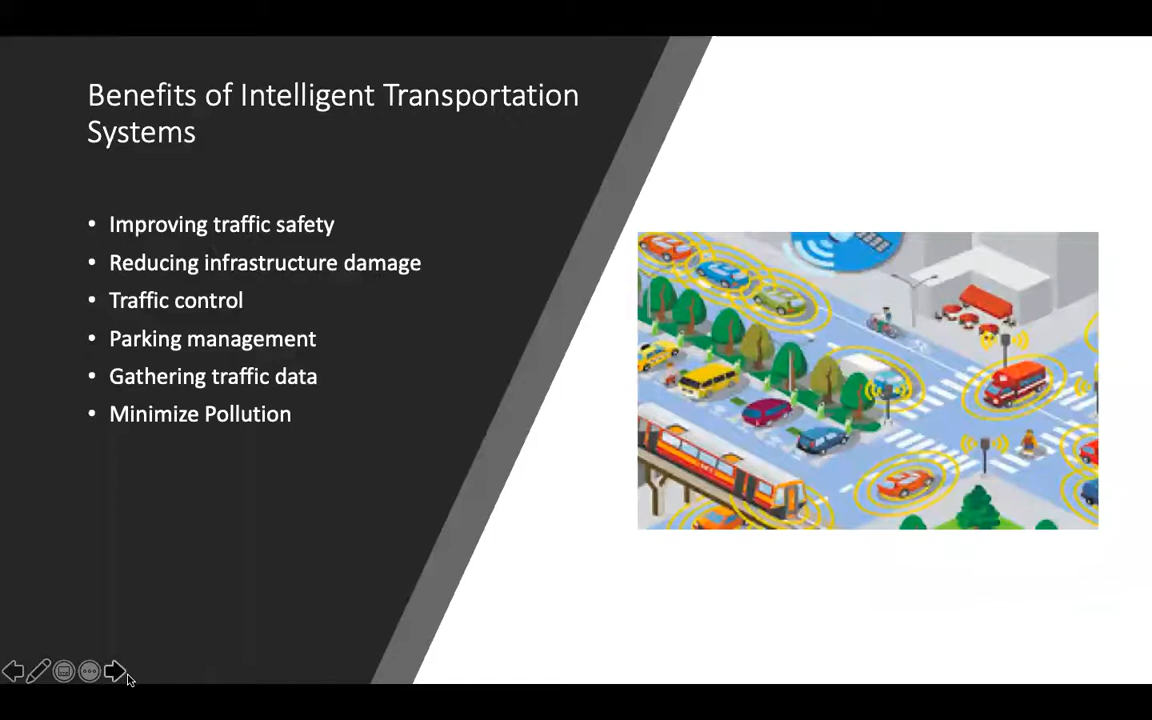 Benefits of Intelligent Transportation
Systems
• Improving traffic safety
• Reducing infrastructure damage
• Traffic control
• Parking management
• Gathering traffic data
• Minimize Pollution